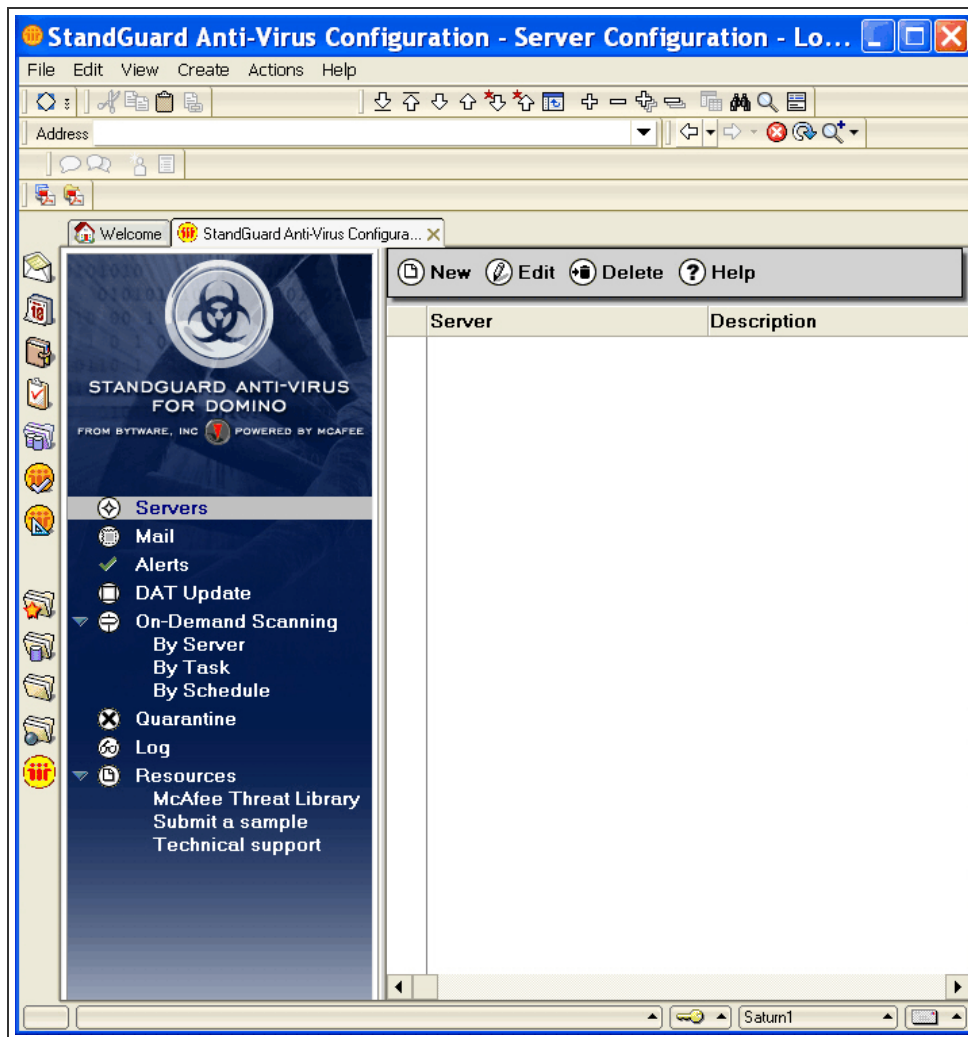 StandGuard Anti-Virus Configuration - Server Configuration - Lo...
File Edit View Create Actions Help
Address
Welcome StandGuard Anti-Virus Configura...
New Edit Delete Help
Server Description
STANDGUARD ANTI-VIRUS
FOR DOMINO
FROM BYTWARE, INC POWERED BY MCAFEE
Servers
Mail
Alerts
DAT Update
On-Demand Scanning
By Server
By Task
By Schedule
Quarantine
Log
Resources
McAfee Threat Library
Submit a sample
Technical support
Saturn1